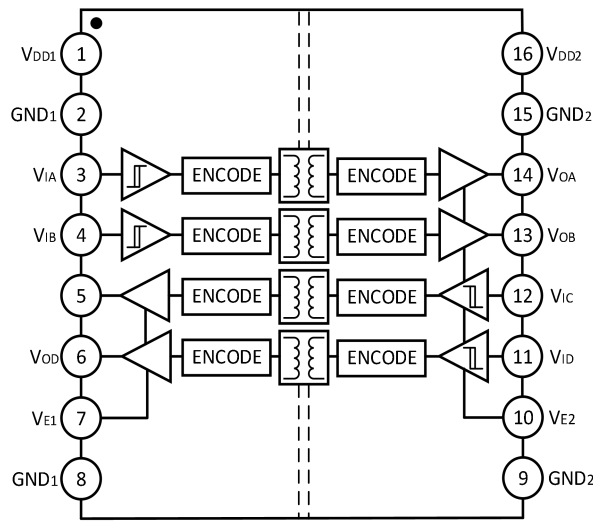 VDD1 1 16 VDD2
GND1 2 15 GND2
VIA 3 ENCODE ENCODE 14 VOA
VIB 4 ENCODE ENCODE 13 VOB
5 ENCODE ENCODE 12 VIC
VOD 6 ENCODE ENCODE 11 VID
VE1 7 10 VE2
GND1 8 9 GND2